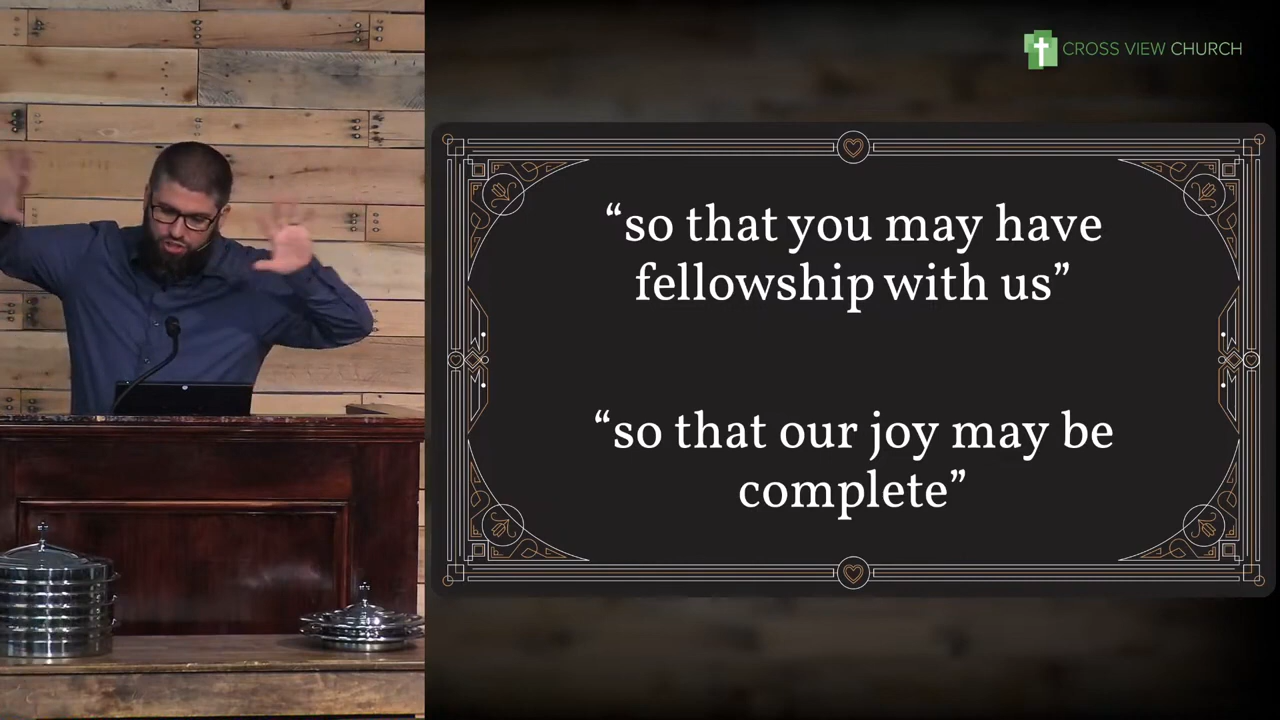 CROSS VIEW CHURCH
“so that you may have
fellowship with us”
“so that our joy may be
complete”